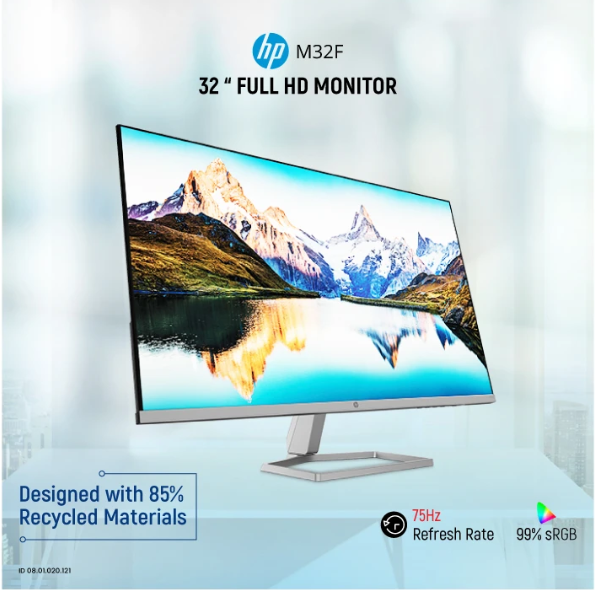 hp M32F
32 “ FULL HD MONITOR
Designed with 85%
Recycled Materials
75Hz
Refresh Rate
99% sRGB
ID 08.01.020.121